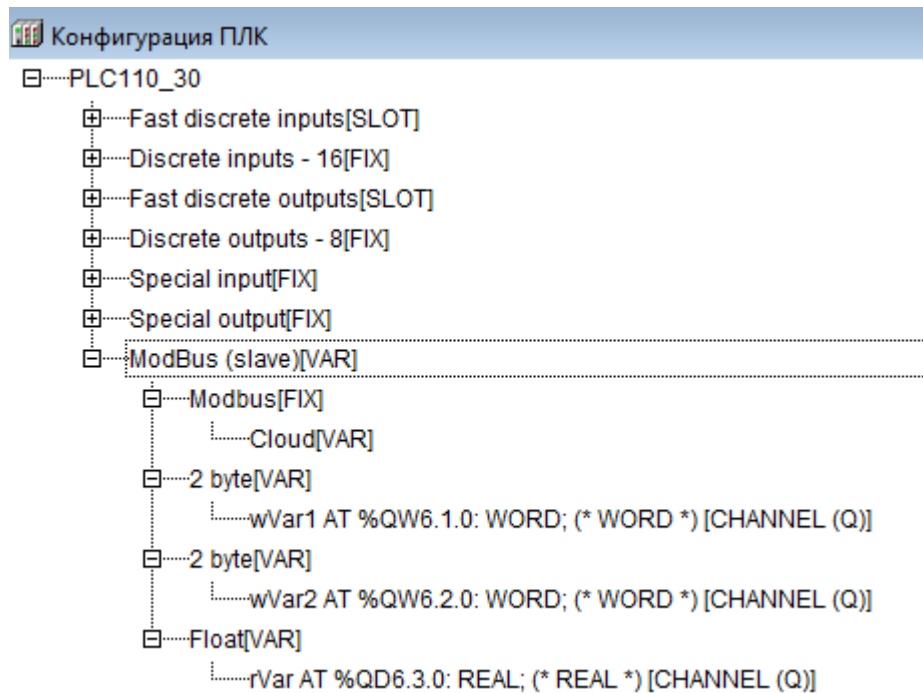 Конфигурация ПЛК
PLC110_30
Fast discrete inputs[SLOT]
Discrete inputs - 16[FIX]
Fast discrete outputs[SLOT]
Discrete outputs - 8[FIX]
Special input[FIX]
Special output[FIX]
ModBus (slave)[VAR]
Modbus[FIX]
Cloud[VAR]
2 byte[VAR]
wVar1 AT %QW6.1.0: WORD; (* WORD *) [CHANNEL (Q)]
2 byte[VAR]
wVar2 AT %QW6.2.0: WORD; (* WORD *) [CHANNEL (Q)]
Float[VAR]
rVar AT %QD6.3.0: REAL; (* REAL *) [CHANNEL (Q)]